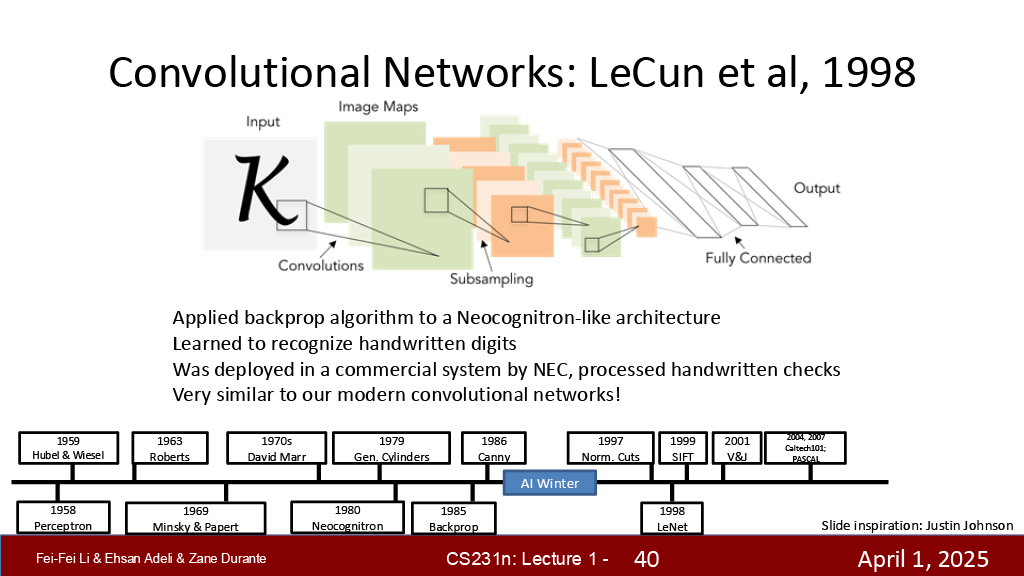 Convolutional Networks: LeCun et al, 1998
Image Maps
Input
K
Output
Convolutions
Subsampling
Fully Connected
Applied backprop algorithm to a Neocognitron-like architecture
Learned to recognize handwritten digits
Was deployed in a commercial system by NEC, processed handwritten checks
Very similar to our modern convolutional networks!
1959
Hubel & Wiesel
1963
Roberts
1970s
David Marr
1979
Gen. Cylinders
1986
Canny
1997
Norm. Cuts
1999
SIFT
2001
V&J
2004, 2007
Caltech101;
PASCAL
AI Winter
1958
Perceptron
1969
Minsky & Papert
1980
Neocognitron
1985
Backprop
1998
LeNet
Slide inspiration: Justin Johnson
Fei-Fei Li & Ehsan Adeli & Zane Durante
CS231n: Lecture 1 - 40
April 1, 2025